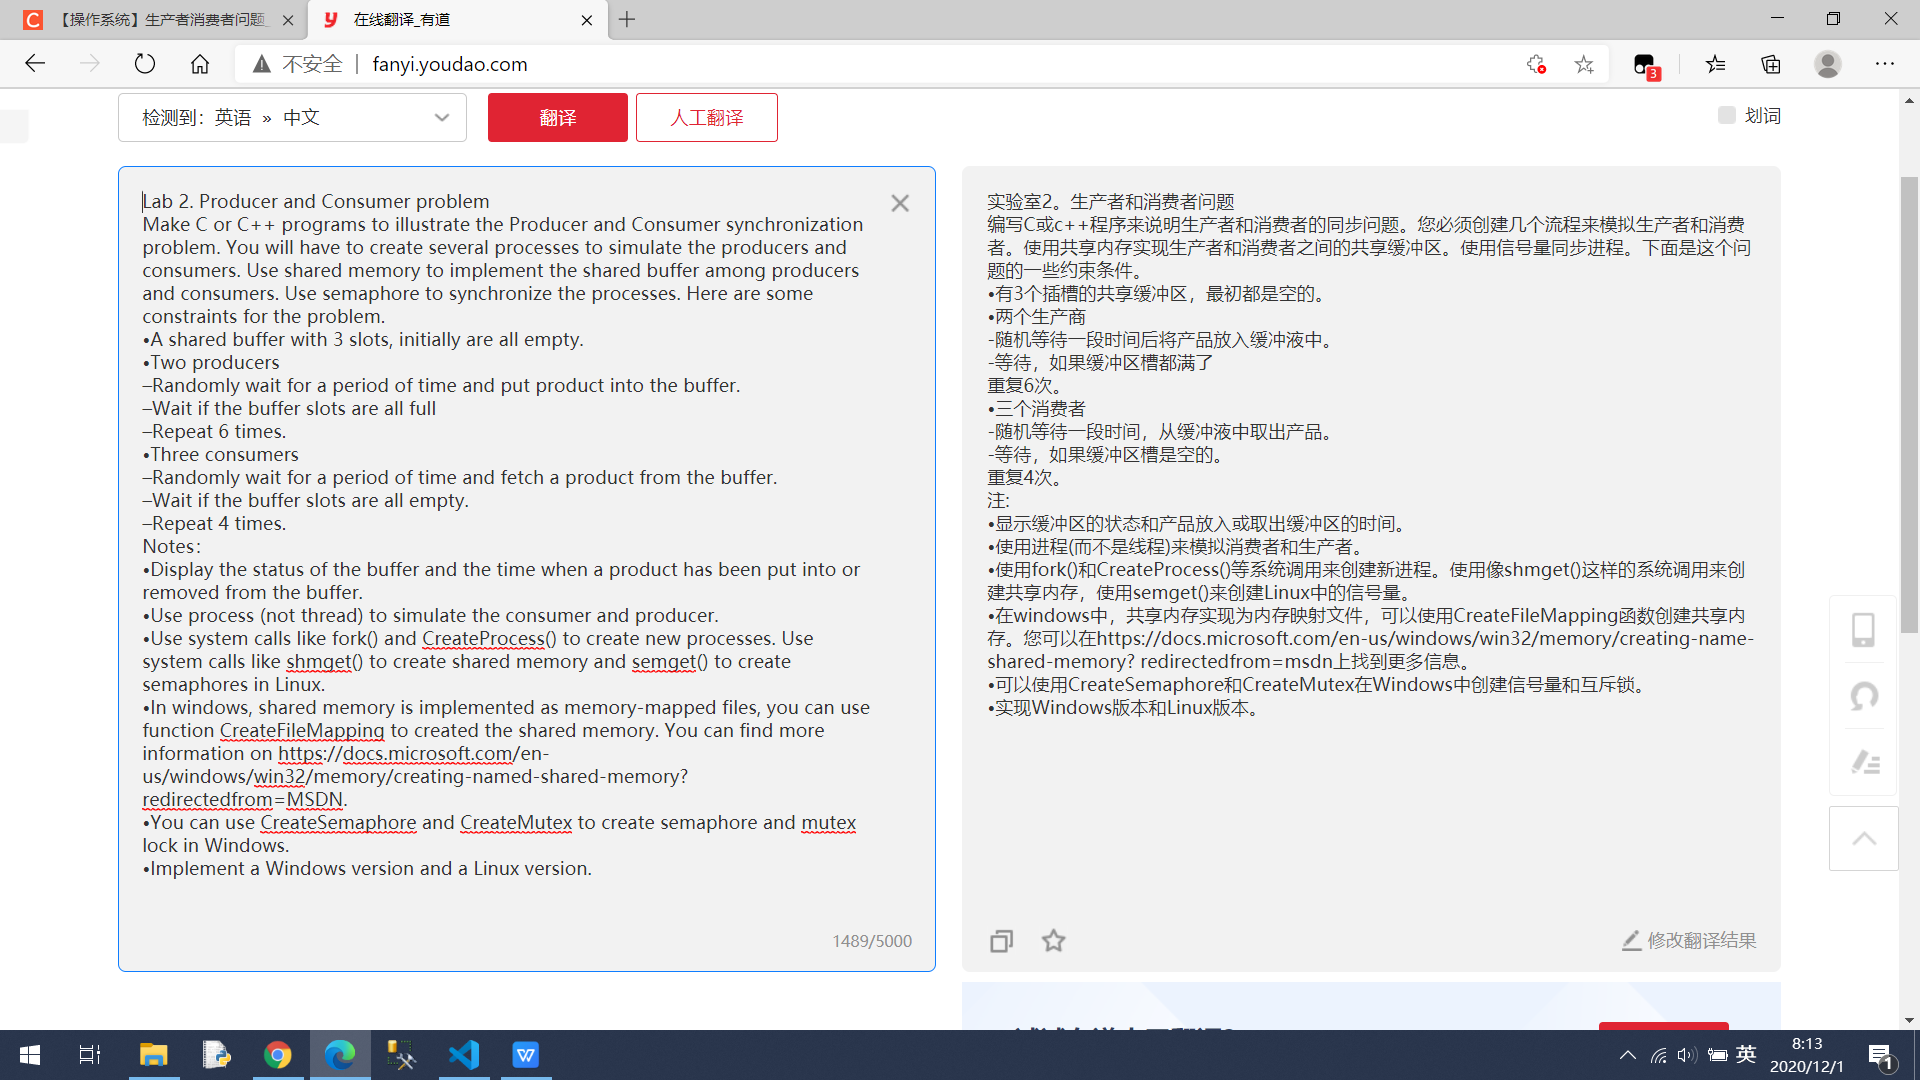 【操作系统】生产者消费者问题_
在线翻译_有道
不安全
fanyi.youdao.com
3
检测到：英语 » 中文
翻译
人工翻译
划词
Lab 2. Producer and Consumer problem
Make C or C++ programs to illustrate the Producer and Consumer synchronization
problem. You will have to create several processes to simulate the producers and
consumers. Use shared memory to implement the shared buffer among producers
and consumers. Use semaphore to synchronize the processes. Here are some
constraints for the problem.
•A shared buffer with 3 slots, initially are all empty.
•Two producers
–Randomly wait for a period of time and put product into the buffer.
–Wait if the buffer slots are all full
–Repeat 6 times.
•Three consumers
–Randomly wait for a period of time and fetch a product from the buffer.
–Wait if the buffer slots are all empty.
–Repeat 4 times.
Notes:
•Display the status of the buffer and the time when a product has been put into or
removed from the buffer.
•Use process (not thread) to simulate the consumer and producer.
•Use system calls like fork() and CreateProcess() to create new processes. Use
system calls like shmget() to create shared memory and semget() to create
semaphores in Linux.
•In windows, shared memory is implemented as memory-mapped files, you can use
function CreateFileMapping to created the shared memory. You can find more
information on https://docs.microsoft.com/en-
us/windows/win32/memory/creating-named-shared-memory?
redirectedfrom=MSDN.
•You can use CreateSemaphore and CreateMutex to create semaphore and mutex
lock in Windows.
•Implement a Windows version and a Linux version.
1489/5000
实验室2。生产者和消费者问题
编写C或c++程序来说明生产者和消费者的同步问题。您必须创建几个流程来模拟生产者和消费
者。使用共享内存实现生产者和消费者之间的共享缓冲区。使用信号量同步进程。下面是这个问
题的一些约束条件。
•有3个插槽的共享缓冲区，最初都是空的。
•两个生产商
-随机等待一段时间后将产品放入缓冲液中。
-等待，如果缓冲区槽都满了
重复6次。
•三个消费者
-随机等待一段时间，从缓冲液中取出产品。
-等待，如果缓冲区槽是空的。
重复4次。
注:
•显示缓冲区的状态和产品放入或取出缓冲区的时间。
•使用进程(而不是线程)来模拟消费者和生产者。
•使用fork()和CreateProcess()等系统调用来创建新进程。使用像shmget()这样的系统调用来创
建共享内存，使用semget()来创建Linux中的信号量。
•在windows中，共享内存实现为内存映射文件，可以使用CreateFileMapping函数创建共享内
存。您可以在https://docs.microsoft.com/en-us/windows/win32/memory/creating-name-
shared-memory? redirectedfrom=msdn上找到更多信息。
•可以使用CreateSemaphore和CreateMutex在Windows中创建信号量和互斥锁。
•实现Windows版本和Linux版本。
修改翻译结果
英
8:13
2020/12/1
1